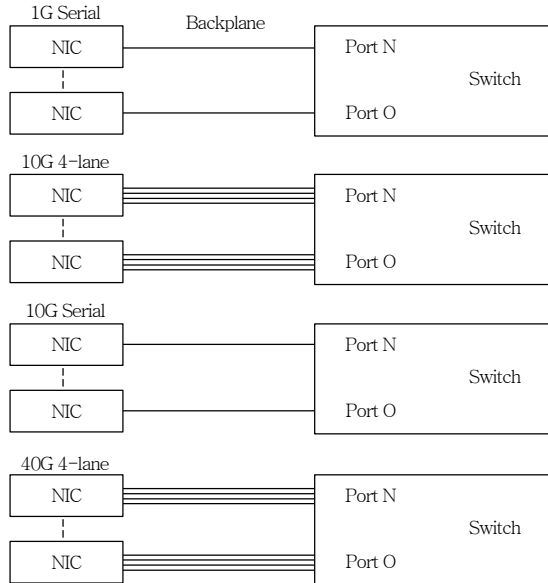 1G Serial
Backplane
NIC
Port N
Switch
NIC
Port O
10G 4-lane
NIC
Port N
Switch
NIC
Port O
10G Serial
NIC
Port N
Switch
NIC
Port O
40G 4-lane
NIC
Port N
Switch
NIC
Port O